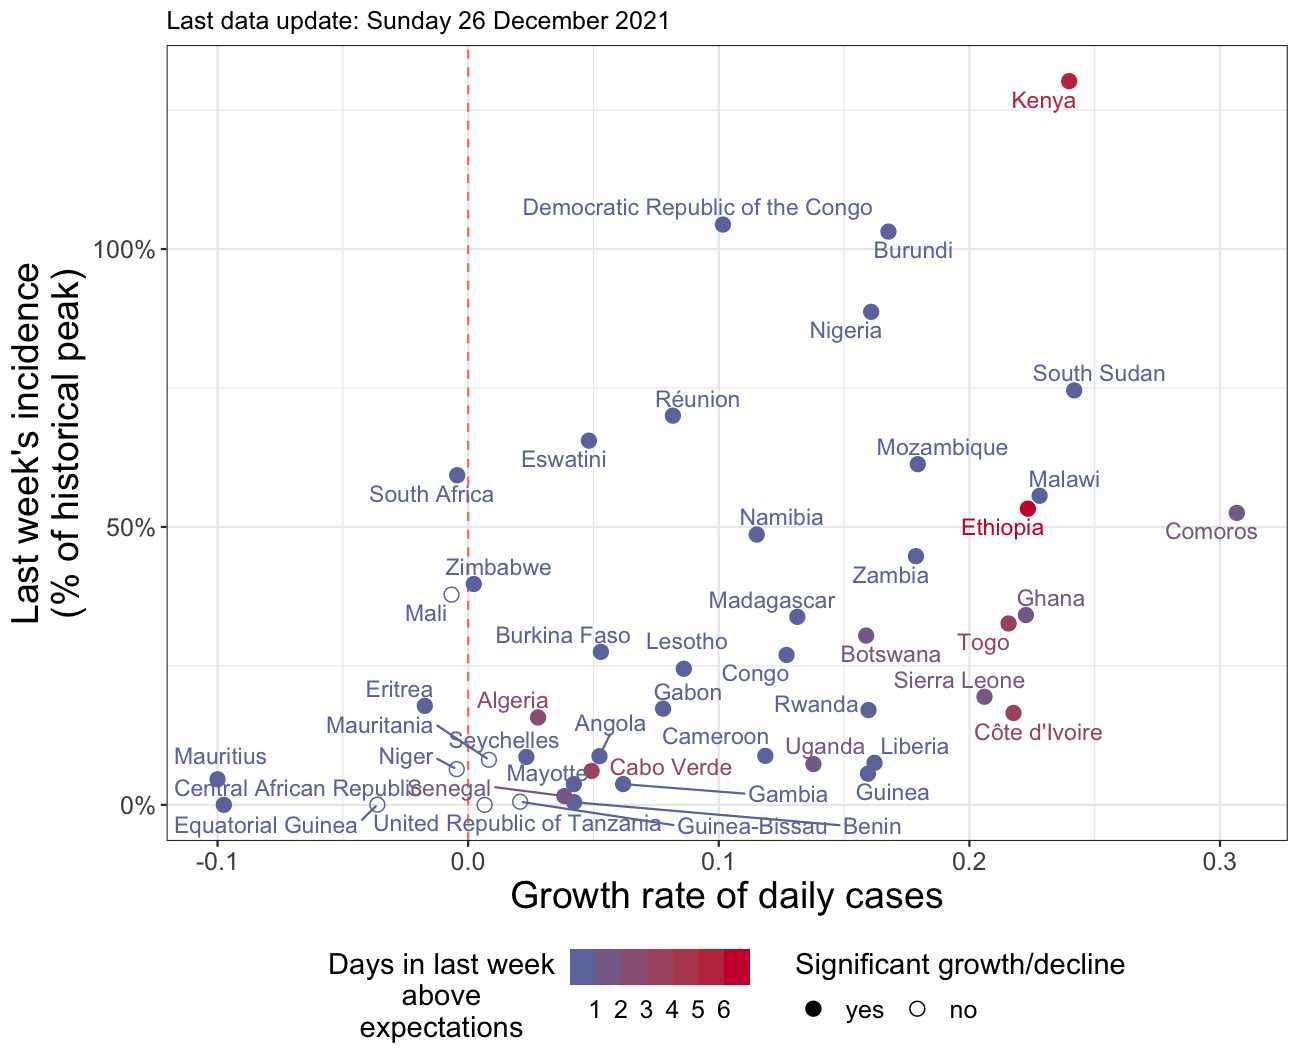 Last data update: Sunday 26 December 2021
Last week's incidence
(% of historical peak)
100%
50%
0%
Kenya
Democratic Republic of the Congo
Burundi
Nigeria
South Sudan
Réunion
Mozambique
Eswatini
Malawi
South Africa
Namibia
Ethiopia
Comoros
Zimbabwe
Zambia
Mali
Madagascar
Ghana
Burkina Faso
Lesotho
Togo
Botswana
Congo
Sierra Leone
Eritrea
Algeria
Gabon
Rwanda
Mauritania
Angola
Côte d'Ivoire
Seychelles
Cameroon
Uganda
Liberia
Mauritius
Niger
Mayotte
Cabo Verde
Central African Republic
Senegal
Gambia
Guinea
Equatorial Guinea
United Republic of Tanzania
Guinea-Bissau
Benin
-0.1
0.0
0.1
0.2
0.3
Growth rate of daily cases
Days in last week
above
expectations
1 2 3 4 5 6
Significant growth/decline
yes
no